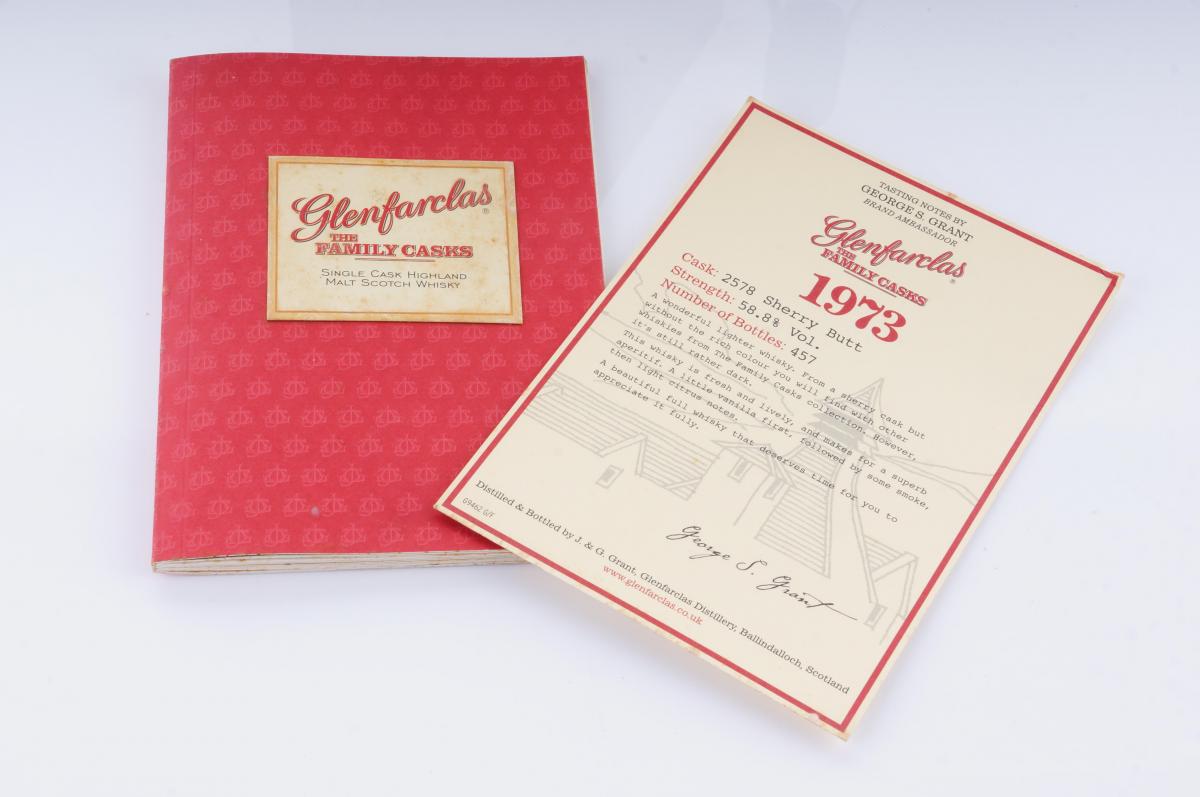 Glenfarclas®
THE
FAMILY CASKS
SINGLE CASK HIGHLAND
MALT SCOTCH WHISKY
TASTING NOTES BY
GEORGE S. GRANT
BRAND AMBASSADOR
Glenfarclas®
THE
FAMILY CASKS
1973
Cask: 2578 Sherry Butt
Strength: 58.8% Vol.
Number of Bottles: 457
A wonderful lighter whisky. From a sherry cask but
without the rich colour you will find with other
whiskies from The Family Casks collection. However,
it's still rather dark.
This whisky is fresh and lively, and makes for a superb
aperitif. A little vanilla first, followed by some smoke,
then light citrus notes.
A beautiful full whisky that deserves time for you to
appreciate it fully.
George S. Grant
Distilled & Bottled by J. & G. Grant, Glenfarclas Distillery, Ballindalloch, Scotland
www.glenfarclas.co.uk
G9462 G/F